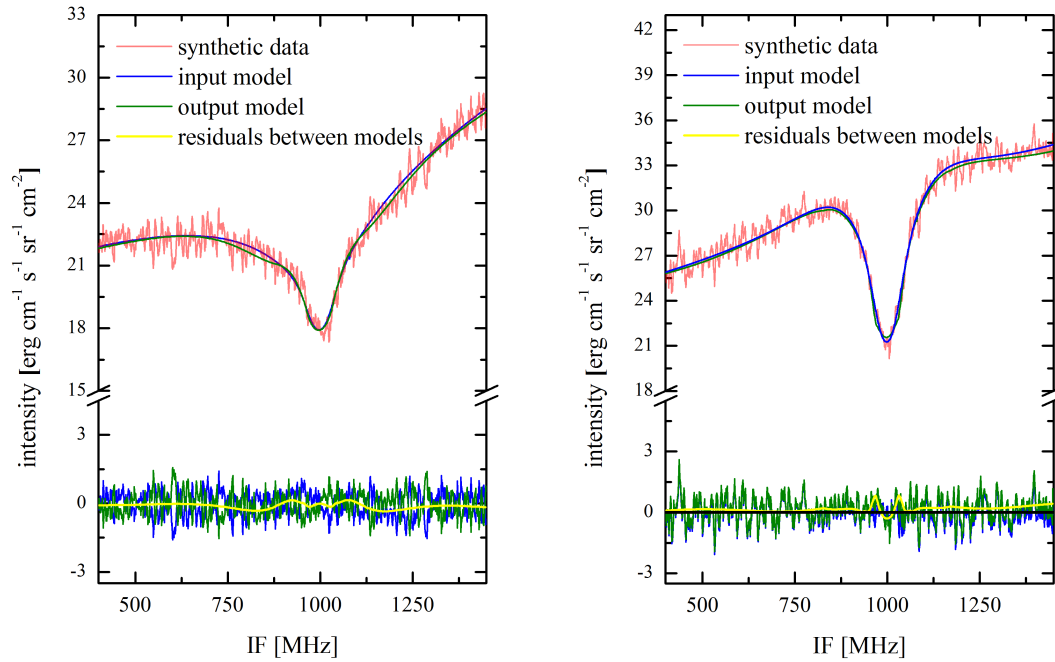 33
30
27
24
21
18
15
3
0
-3
intensity [erg cm⁻¹ s⁻¹ sr⁻¹ cm⁻²]
synthetic data
input model
output model
residuals between models
500
750
1000
1250
IF [MHz]
42
39
36
33
30
27
24
21
18
3
0
-3
intensity [erg cm⁻¹ s⁻¹ sr⁻¹ cm⁻²]
synthetic data
input model
output model
residuals between models
500
750
1000
1250
IF [MHz]